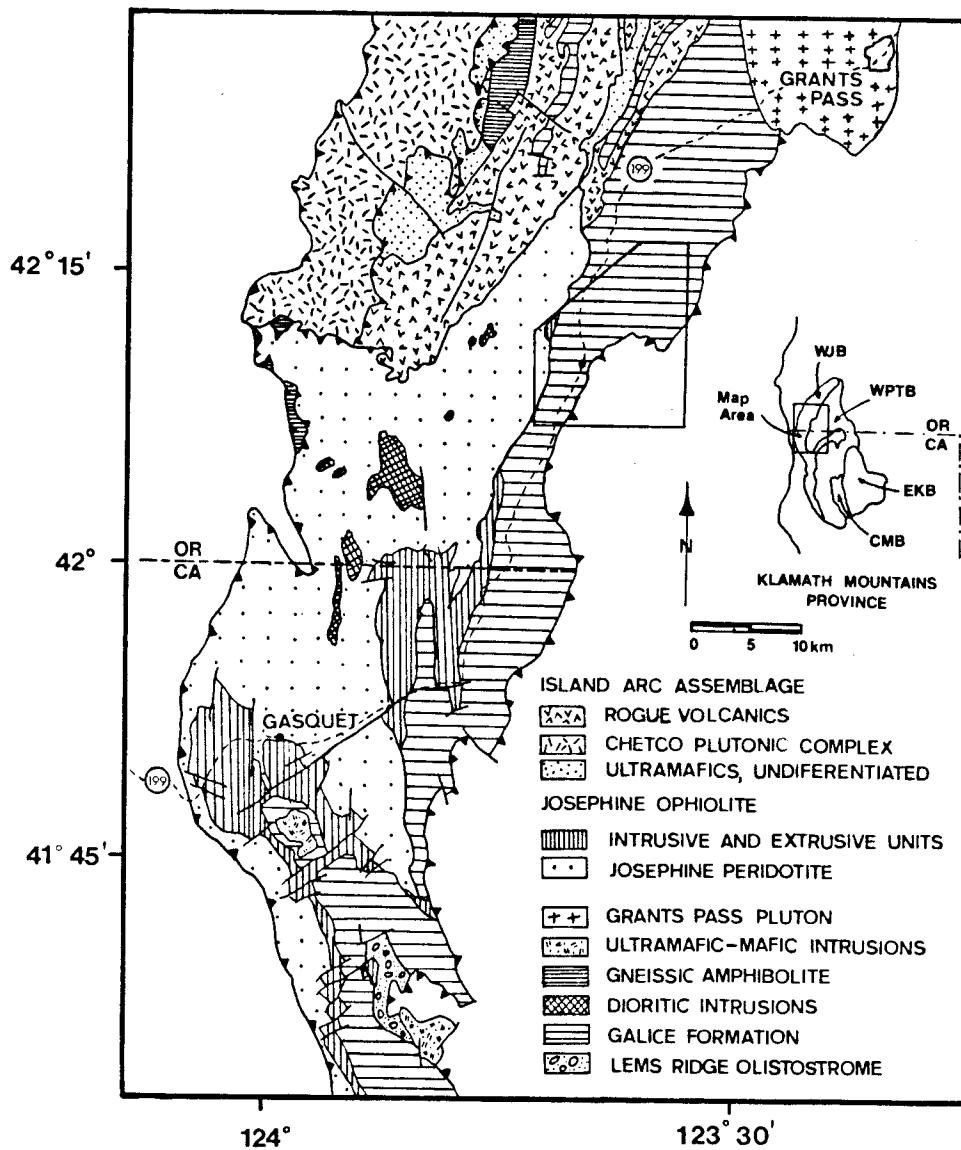 GRANTS
PASS
199
42° 15'
WJB
WPTB
Map
Area
OR
CA
EKB
CMB
42°
OR
CA
N
KLAMATH MOUNTAINS
PROVINCE
0 5 10 km
ISLAND ARC ASSEMBLAGE
ROGUE VOLCANICS
CHETCO PLUTONIC COMPLEX
ULTRAMAFICS, UNDIFERENTIATED
GASQUET
199
JOSEPHINE OPHIOLITE
41° 45'
INTRUSIVE AND EXTRUSIVE UNITS
JOSEPHINE PERIDOTITE
GRANTS PASS PLUTON
ULTRAMAFIC-MAFIC INTRUSIONS
GNEISSIC AMPHIBOLITE
DIORITIC INTRUSIONS
GALICE FORMATION
LEMS RIDGE OLISTOSTROME
124°
123° 30'